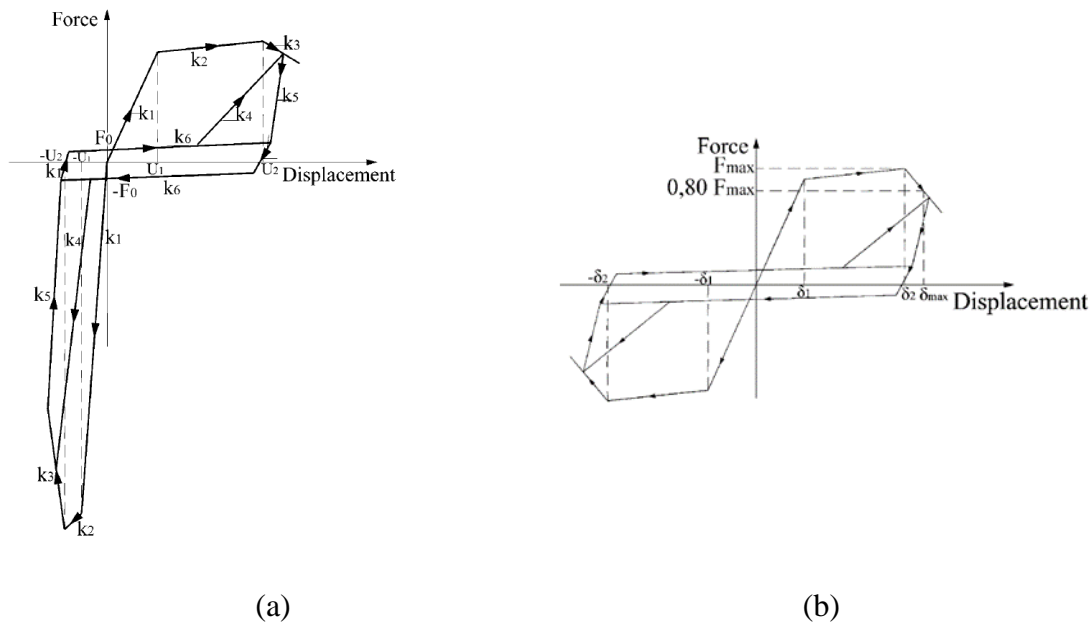 Force
k3
k2
k5
k1
k4
F0
k6
-U2
-U1
U1
U2
Displacement
k1
-F0
k6
k4
k1
k5
k3
k2
(a)
Force
Fmax
0,80 Fmax
-δ2
-δ1
δ1
δ2
δmax
Displacement
(b)